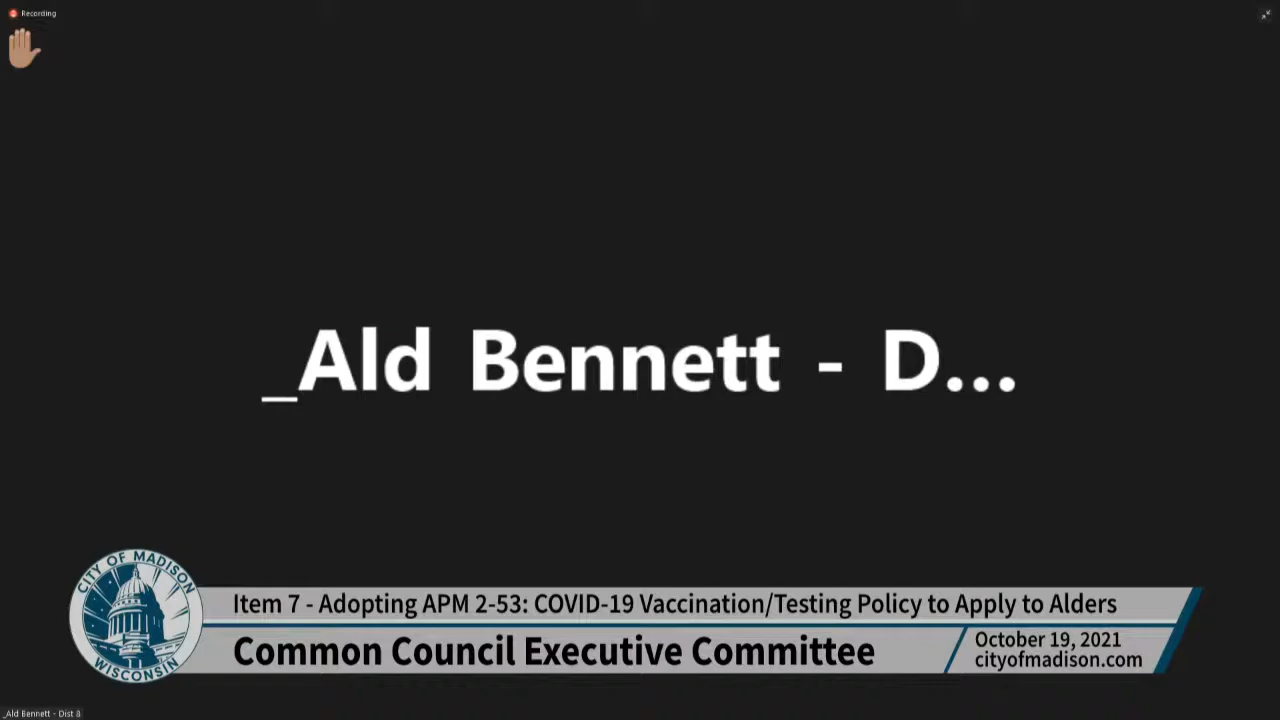 Recording
_Ald Bennett - D...
CITY OF MADISON
WISCONSIN
Item 7 - Adopting APM 2-53: COVID-19 Vaccination/Testing Policy to Apply to Alders
Common Council Executive Committee
October 19, 2021
cityofmadison.com
_Ald Bennett - Dist 8